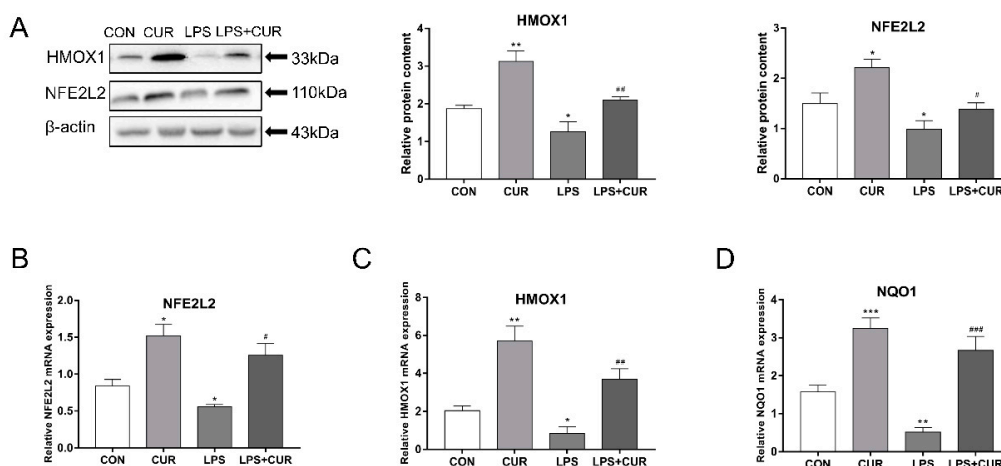 A
CON CUR LPS LPS+CUR
HMOX1 33kDa
NFE2L2 110kDa
β-actin 43kDa
HMOX1
Relative protein content
4
3
2
1
0
** * ##
CON CUR LPS LPS+CUR
NFE2L2
Relative protein content
3
2
1
0
* * #
CON CUR LPS LPS+CUR
B
NFE2L2
Relative NFE2L2 mRNA expression
2.0
1.5
1.0
0.5
0.0
* * #
CON CUR LPS LPS+CUR
C
HMOX1
Relative HMOX1 mRNA expression
8
6
4
2
0
** * ##
CON CUR LPS LPS+CUR
D
NQO1
Relative NQO1 mRNA expression
4
3
2
1
0
*** ** ###
CON CUR LPS LPS+CUR